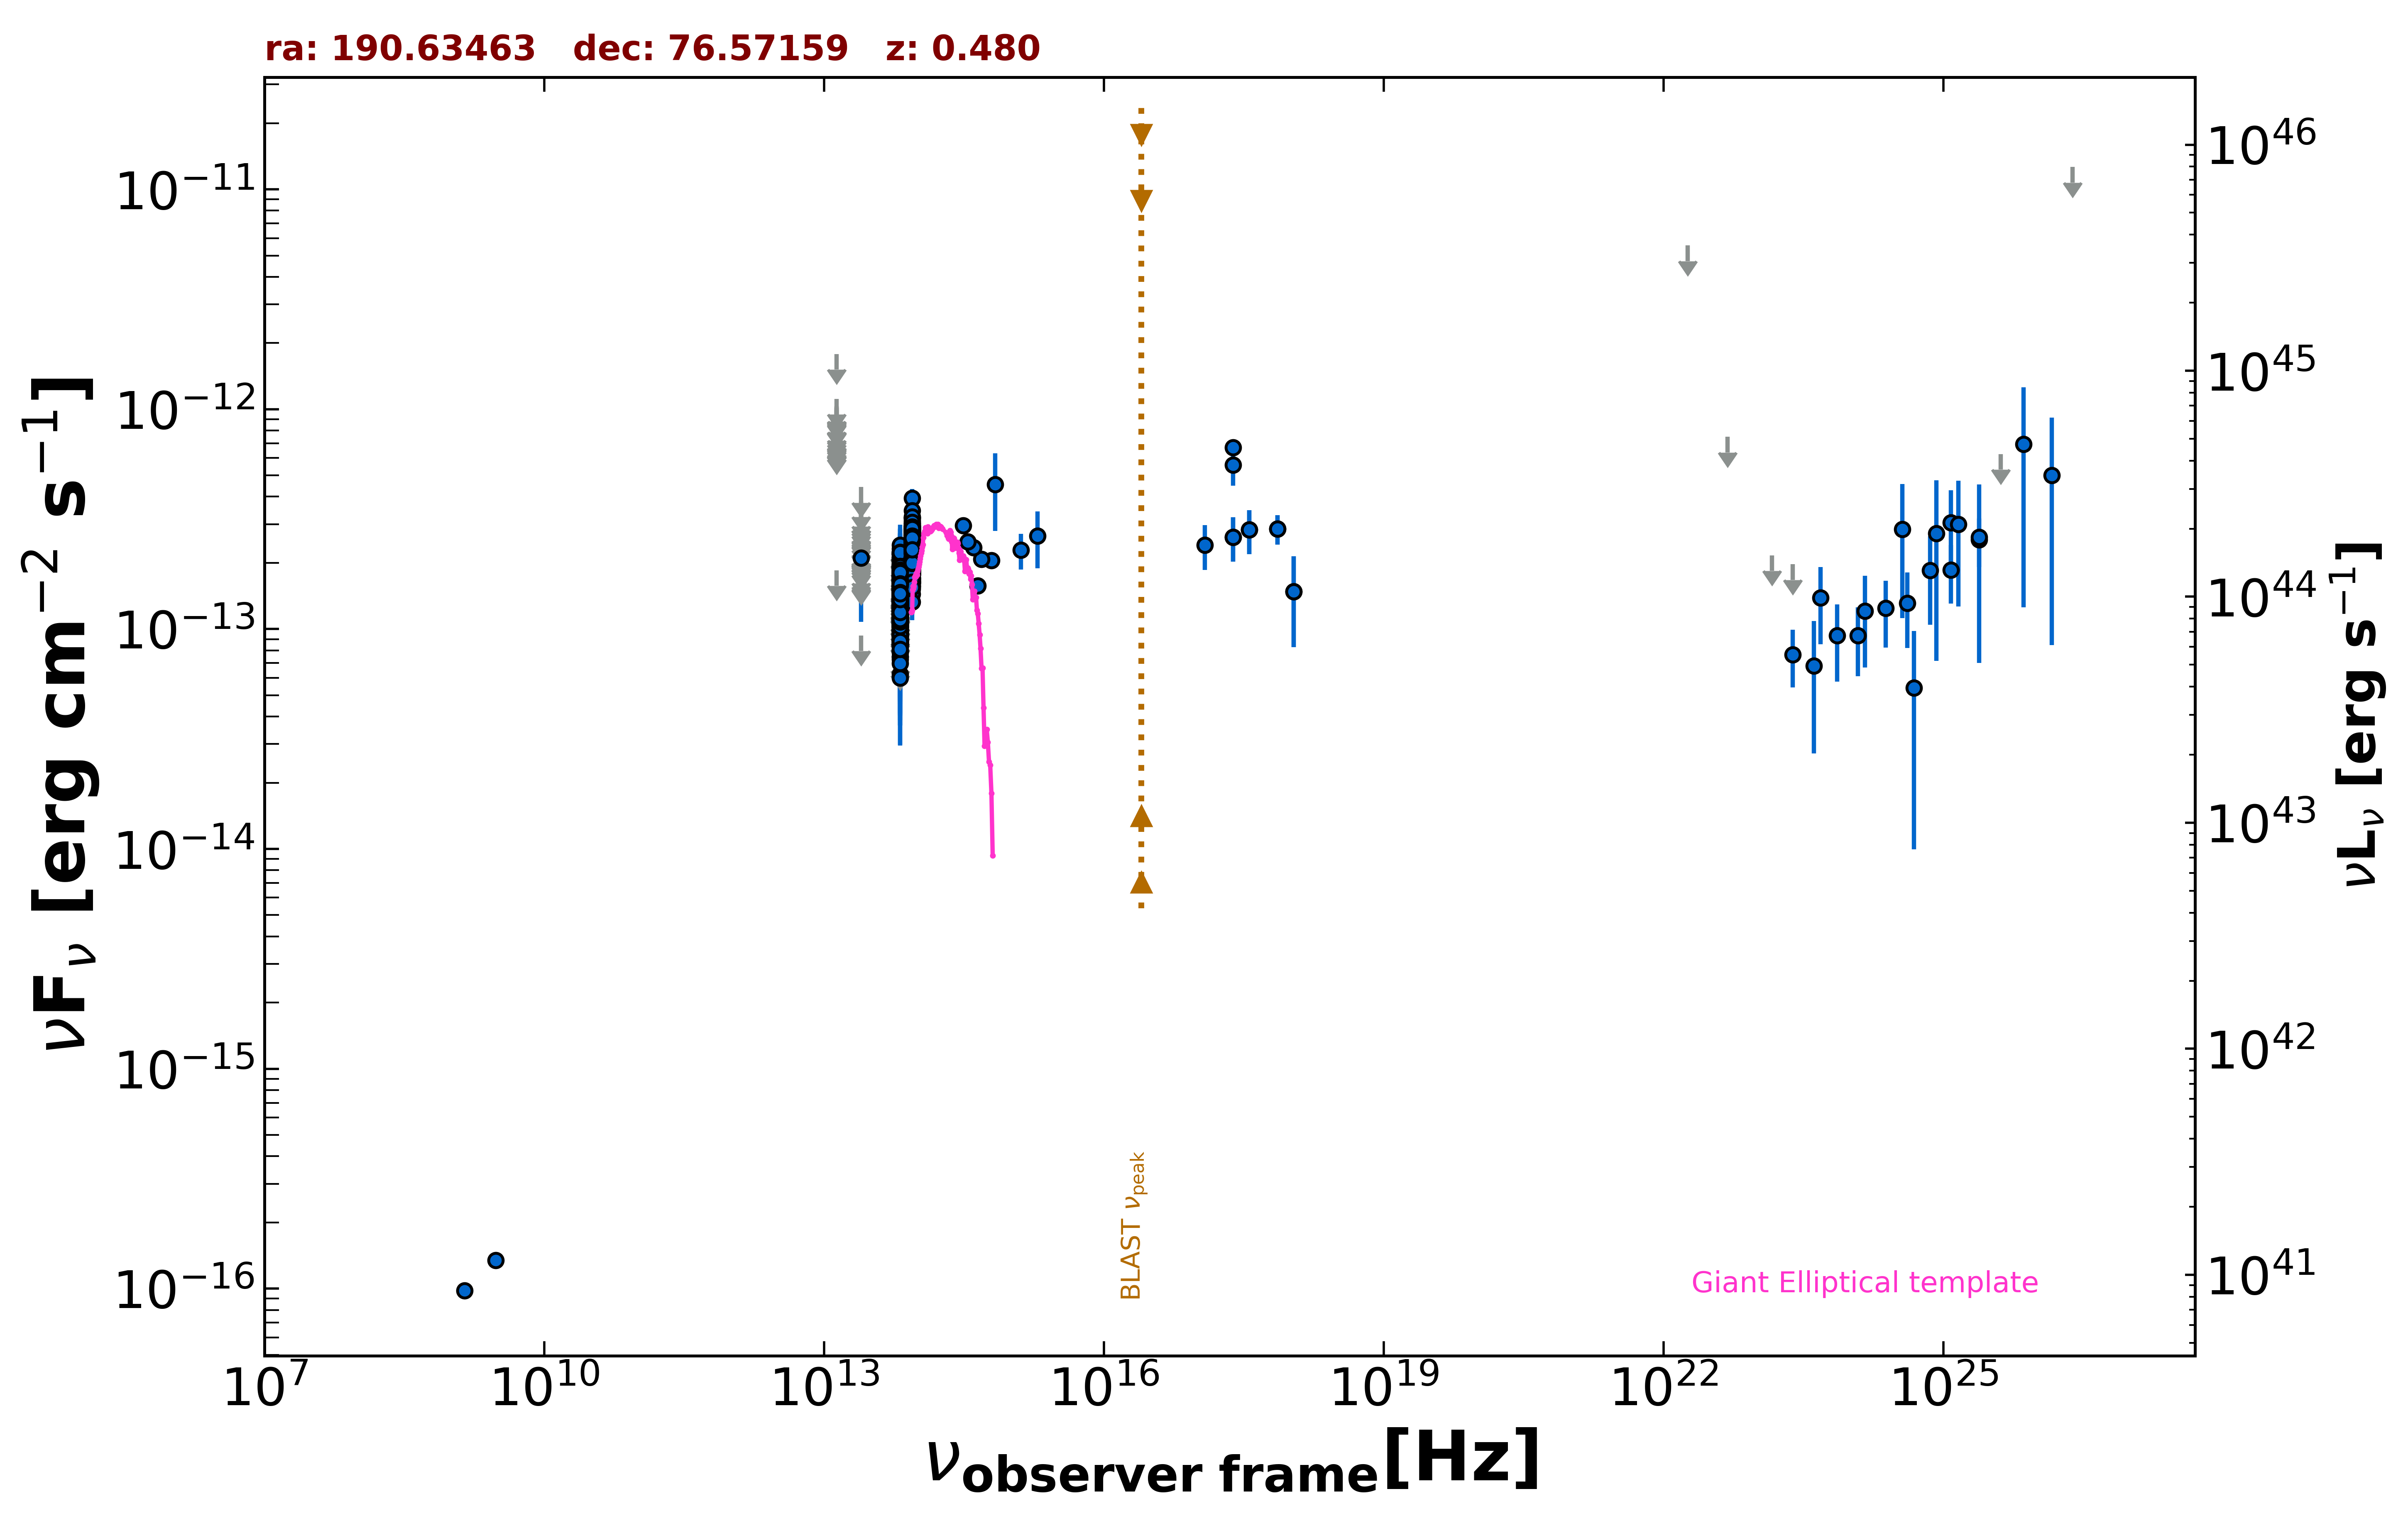 ra: 190.63463 dec: 76.57159 z: 0.480
νFν [erg cm⁻² s⁻¹]
10⁻¹¹
10⁻¹²
10⁻¹³
10⁻¹⁴
10⁻¹⁵
10⁻¹⁶
10⁴⁶
10⁴⁵
10⁴⁴
10⁴³
10⁴²
10⁴¹
νLν [erg s⁻¹]
BLAST νpeak
Giant Elliptical template
10⁷ 10¹⁰ 10¹³ 10¹⁶ 10¹⁹ 10²² 10²⁵
νobserver frame[Hz]